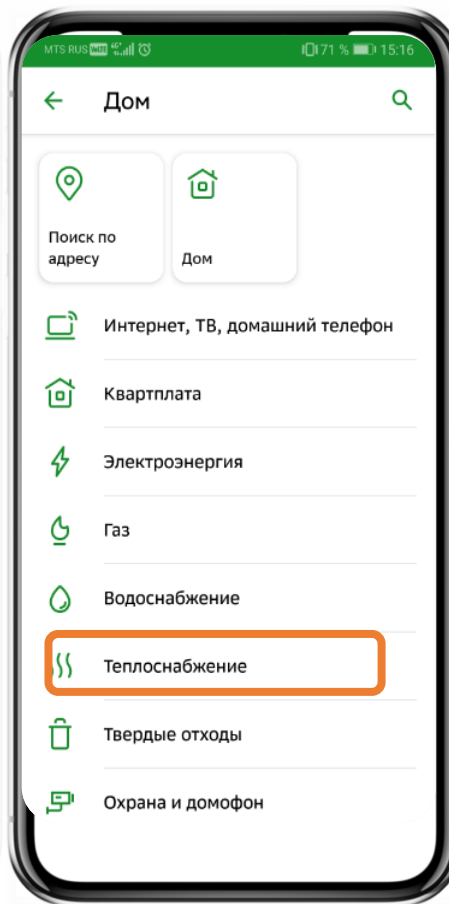 MTS RUS 71 % 15:16
Дом
Поиск по
адресу
Дом
Интернет, ТВ, домашний телефон
Квартплата
Электроэнергия
Газ
Водоснабжение
Теплоснабжение
Твердые отходы
Охрана и домофон